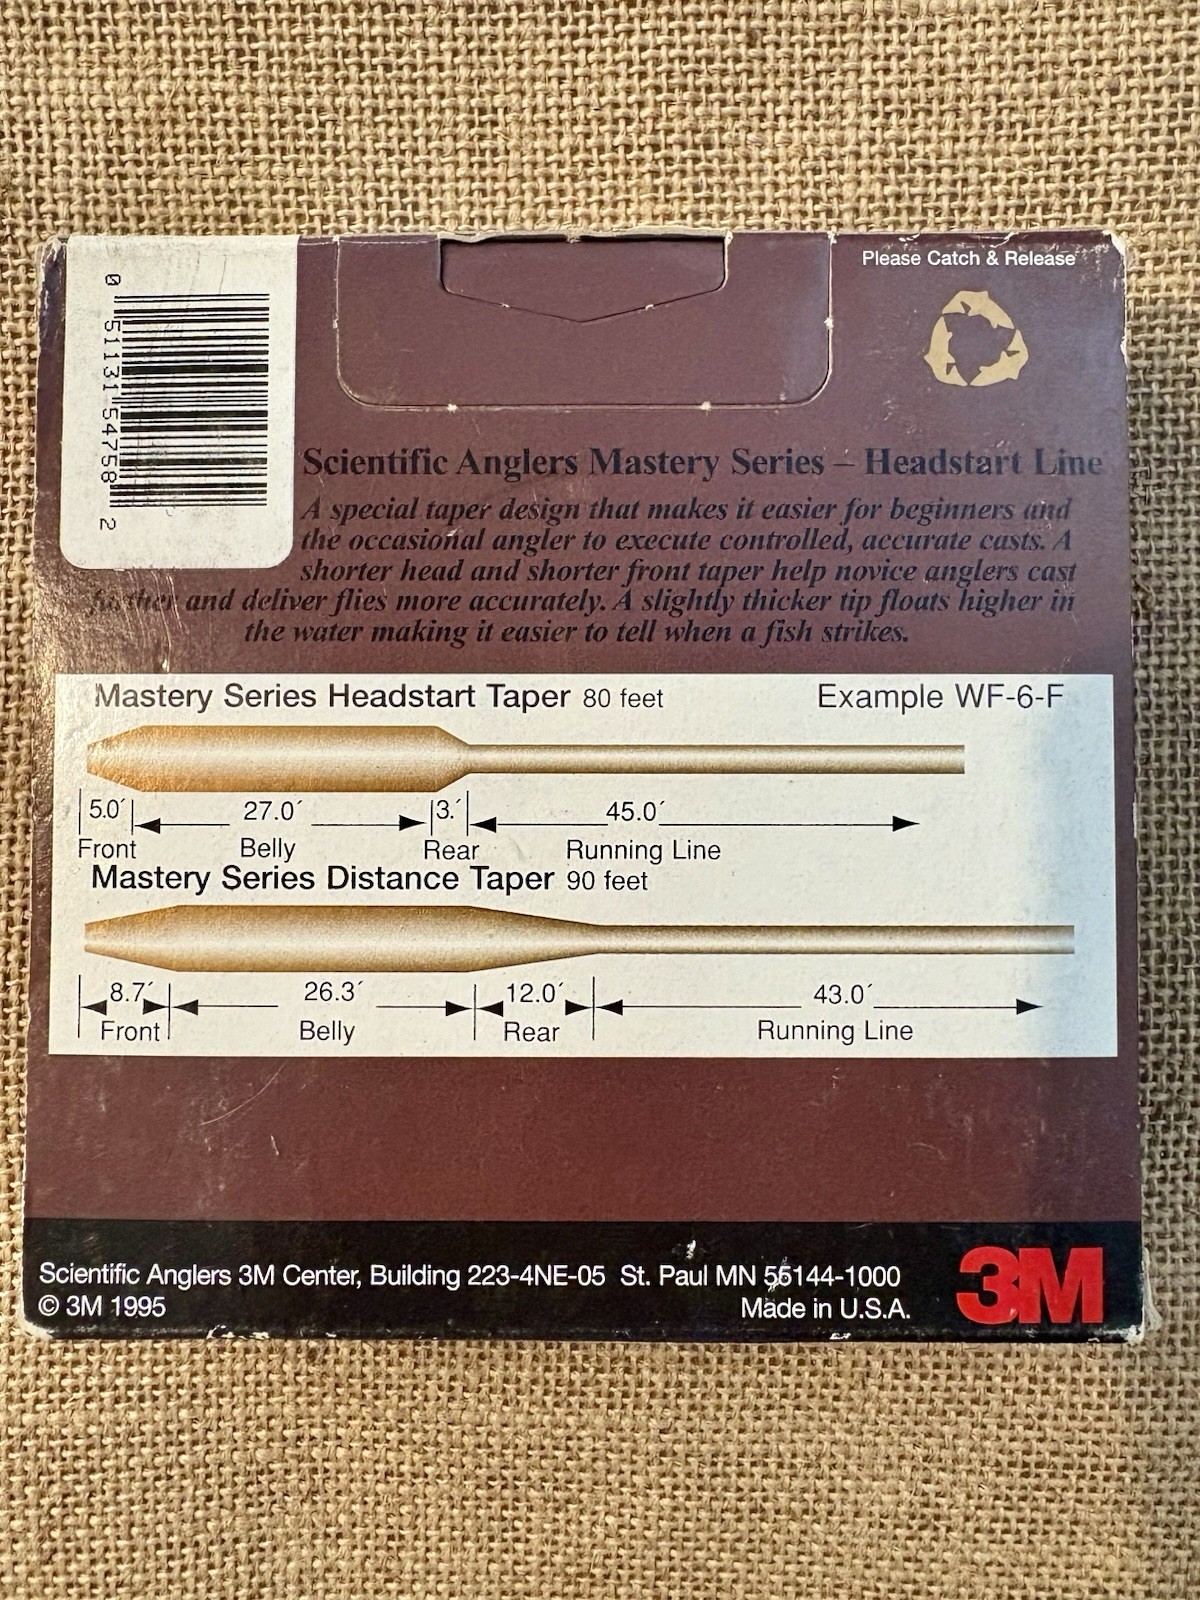 Please Catch & Release
0 51131 54758 2
Scientific Anglers Mastery Series – Headstart Line
A special taper design that makes it easier for beginners and
the occasional angler to execute controlled, accurate casts. A
shorter head and shorter front taper help novice anglers cast
farther and deliver flies more accurately. A slightly thicker tip floats higher in
the water making it easier to tell when a fish strikes.
Mastery Series Headstart Taper 80 feet Example WF-6-F
5.0´ 27.0´ 3.´ 45.0´
Front Belly Rear Running Line
Mastery Series Distance Taper 90 feet
8.7´ 26.3´ 12.0´ 43.0´
Front Belly Rear Running Line
Scientific Anglers 3M Center, Building 223-4NE-05 St. Paul MN 55144-1000
© 3M 1995 Made in U.S.A.
3M